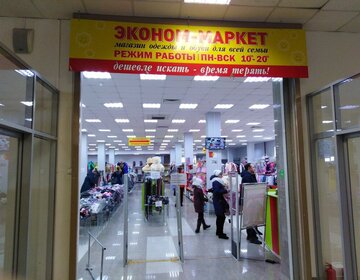 ЭКОНОМ-МАРКЕТ
магазин одежды и обуви для всей семьи
РЕЖИМ РАБОТЫ ПН-ВСК 10°-20°
дешевле искать - время терять!